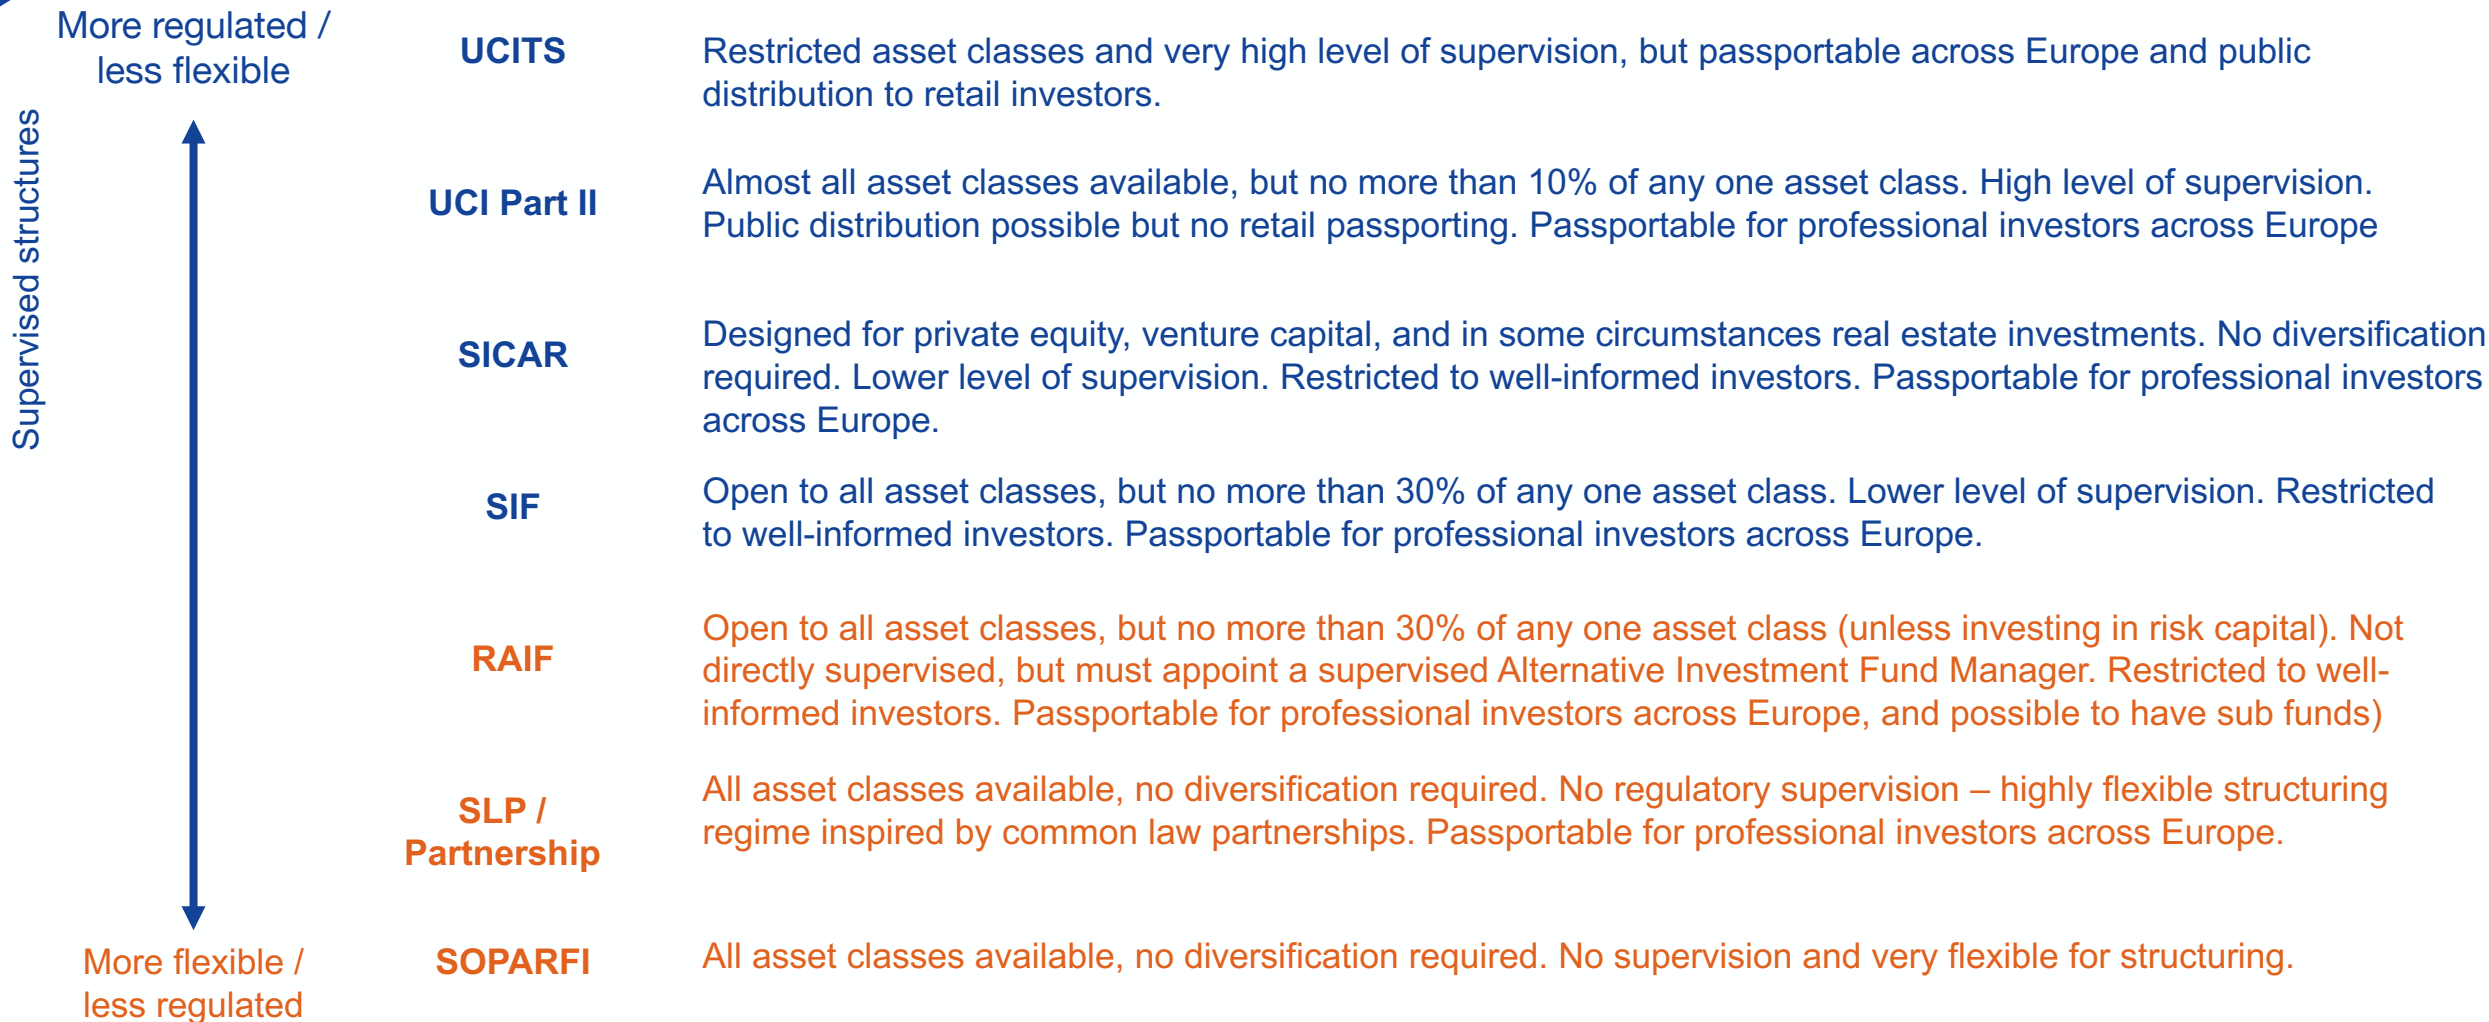 More regulated /
less flexible
Supervised structures
UCITS
Restricted asset classes and very high level of supervision, but passportable across Europe and public
distribution to retail investors.
UCI Part II
Almost all asset classes available, but no more than 10% of any one asset class. High level of supervision.
Public distribution possible but no retail passporting. Passportable for professional investors across Europe
SICAR
Designed for private equity, venture capital, and in some circumstances real estate investments. No diversification
required. Lower level of supervision. Restricted to well-informed investors. Passportable for professional investors
across Europe.
SIF
Open to all asset classes, but no more than 30% of any one asset class. Lower level of supervision. Restricted
to well-informed investors. Passportable for professional investors across Europe.
RAIF
Open to all asset classes, but no more than 30% of any one asset class (unless investing in risk capital). Not
directly supervised, but must appoint a supervised Alternative Investment Fund Manager. Restricted to well-
informed investors. Passportable for professional investors across Europe, and possible to have sub funds)
SLP /
Partnership
All asset classes available, no diversification required. No regulatory supervision – highly flexible structuring
regime inspired by common law partnerships. Passportable for professional investors across Europe.
More flexible /
less regulated
SOPARFI
All asset classes available, no diversification required. No supervision and very flexible for structuring.